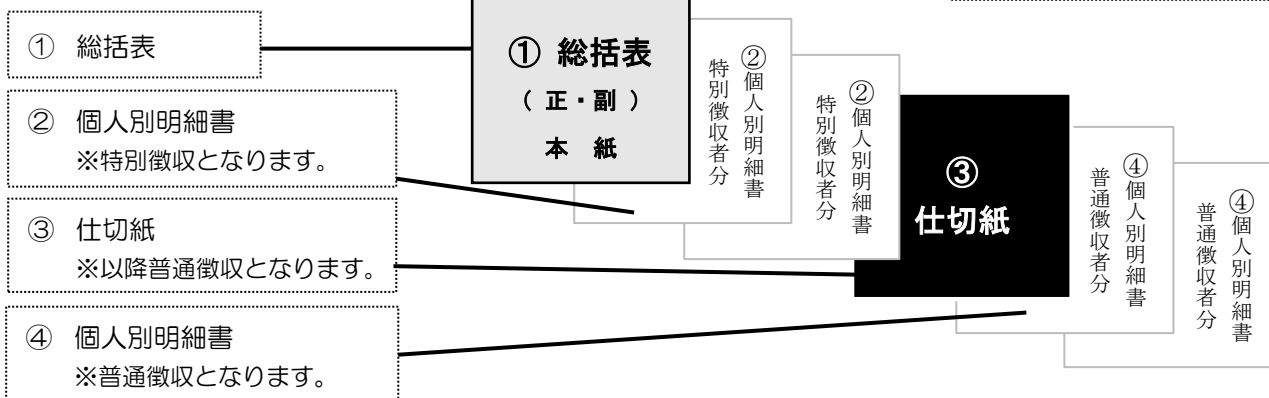 ① 総括表
② 個人別明細書
※特別徴収となります。
③ 仕切紙
※以降普通徴収となります。
④ 個人別明細書
※普通徴収となります。
① 総括表
（ 正・副 ）
本 紙
②個人別明細書
特別徴収者分
②個人別明細書
特別徴収者分
③
仕切紙
④個人別明細書
普通徴収者分
④個人別明細書
普通徴収者分